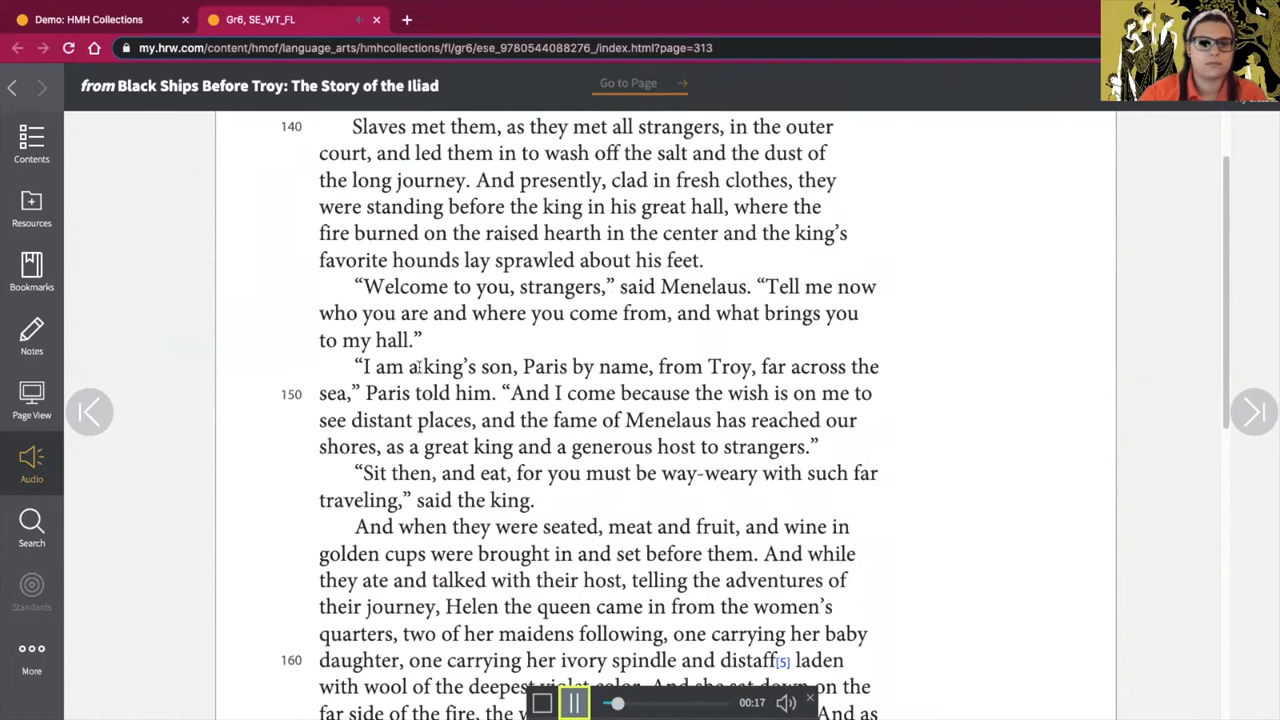 Demo: HMH Collections
Gr6, SE_WT_FL
my.hrw.com/content/hmof/language_arts/hmhcollections/fl/gr6/ese_9780544088276_/index.html?page=313
from Black Ships Before Troy: The Story of the Iliad
Go to Page
Contents
Resources
Bookmarks
Notes
Page View
Audio
Search
Standards
More
140 Slaves met them, as they met all strangers, in the outer
court, and led them in to wash off the salt and the dust of
the long journey. And presently, clad in fresh clothes, they
were standing before the king in his great hall, where the
fire burned on the raised hearth in the center and the king’s
favorite hounds lay sprawled about his feet.
“Welcome to you, strangers,” said Menelaus. “Tell me now
who you are and where you come from, and what brings you
to my hall.”
“I am a king’s son, Paris by name, from Troy, far across the
150 sea,” Paris told him. “And I come because the wish is on me to
see distant places, and the fame of Menelaus has reached our
shores, as a great king and a generous host to strangers.”
“Sit then, and eat, for you must be way-weary with such far
traveling,” said the king.
And when they were seated, meat and fruit, and wine in
golden cups were brought in and set before them. And while
they ate and talked with their host, telling the adventures of
their journey, Helen the queen came in from the women’s
quarters, two of her maidens following, one carrying her baby
160 daughter, one carrying her ivory spindle and distaff[5] laden
with wool of the deepest violet color. And she sat down on the
far side of the fire, the And as
00:17